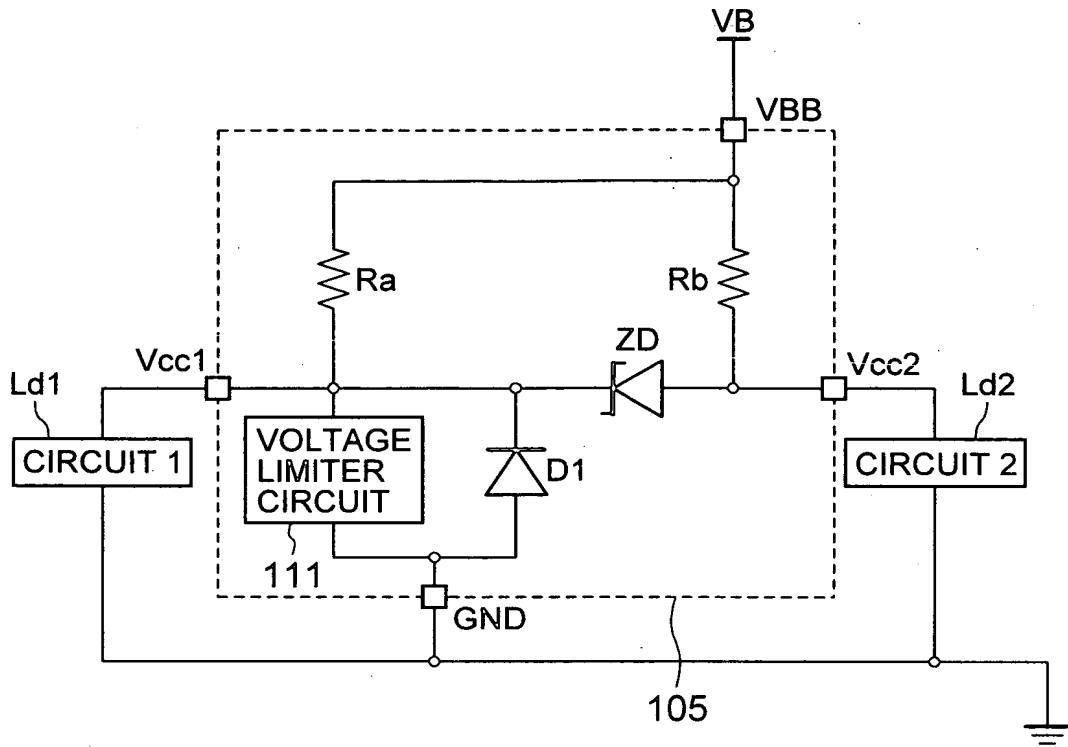 VB
VBB
Ra
Rb
ZD
Vcc1
Vcc2
Ld1
Ld2
CIRCUIT 1
VOLTAGE
LIMITER
CIRCUIT
D1
CIRCUIT 2
111
GND
105